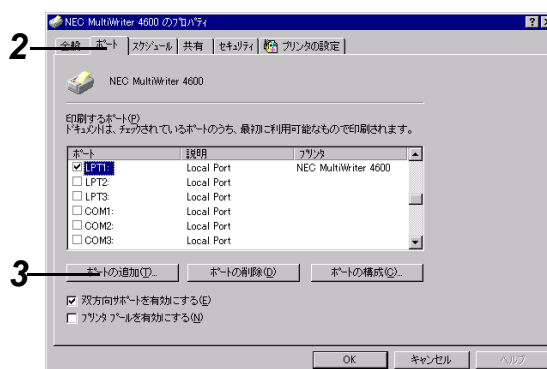 NEC MultiWriter 4600 のプロパティ
2
全般 ポート スケジュール 共有 セキュリティ プリンタの設定
NEC MultiWriter 4600
印刷するポート(P)
ドキュメントは、チェックされているポートのうち、最初に利用可能なもので印刷されます。
ポート 説明 プリンタ
LPT1: Local Port NEC MultiWriter 4600
LPT2: Local Port
LPT3: Local Port
COM1: Local Port
COM2: Local Port
COM3: Local Port
3
ポートの追加(T)... ポートの削除(D) ポートの構成(C)...
双方向サポートを有効にする(E)
プリンタ プールを有効にする(N)
OK キャンセル ヘルプ